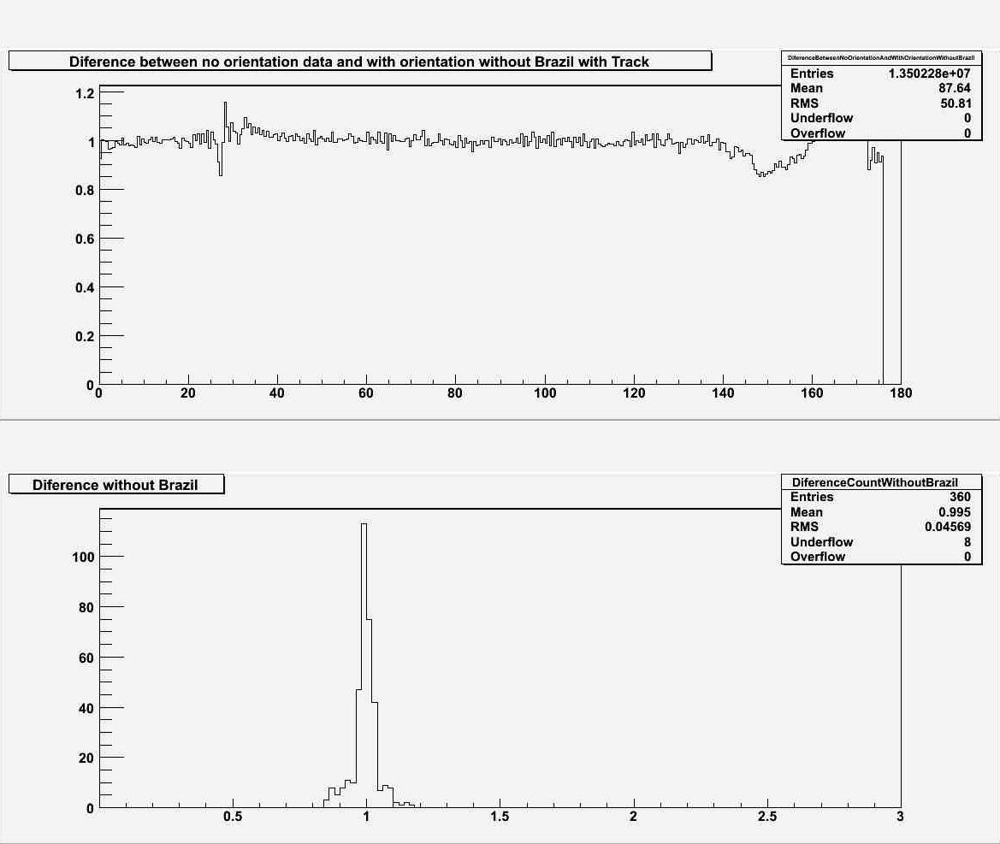 Diference between no orientation data and with orientation without Brazil with Track
DiferenceBetweenNoOrientationAndWithOrientationWithoutBrazil
Entries 1.350228e+07
Mean 87.64
RMS 50.81
Underflow 0
Overflow 0
1.2
1
0.8
0.6
0.4
0.2
0
0 20 40 60 80 100 120 140 160 180
Diference without Brazil
DiferenceCountWithoutBrazil
Entries 360
Mean 0.995
RMS 0.04569
Underflow 8
Overflow 0
100
80
60
40
20
0
0.5 1 1.5 2 2.5 3